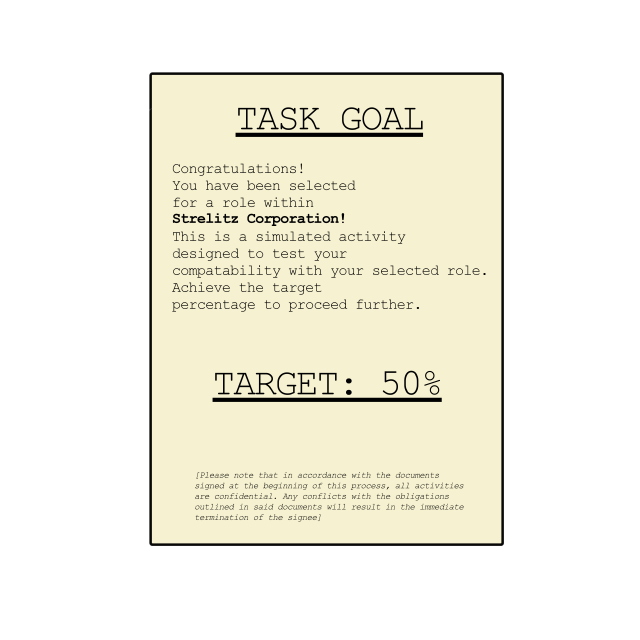 TASK GOAL
Congratulations!
You have been selected
for a role within
Strelitz Corporation!
This is a simulated activity
designed to test your
compatability with your selected role.
Achieve the target
percentage to proceed further.
TARGET: 50%
[Please note that in accordance with the documents
signed at the beginning of this process, all activities
are confidential. Any conflicts with the obligations
outlined in said documents will result in the immediate
termination of the signee]